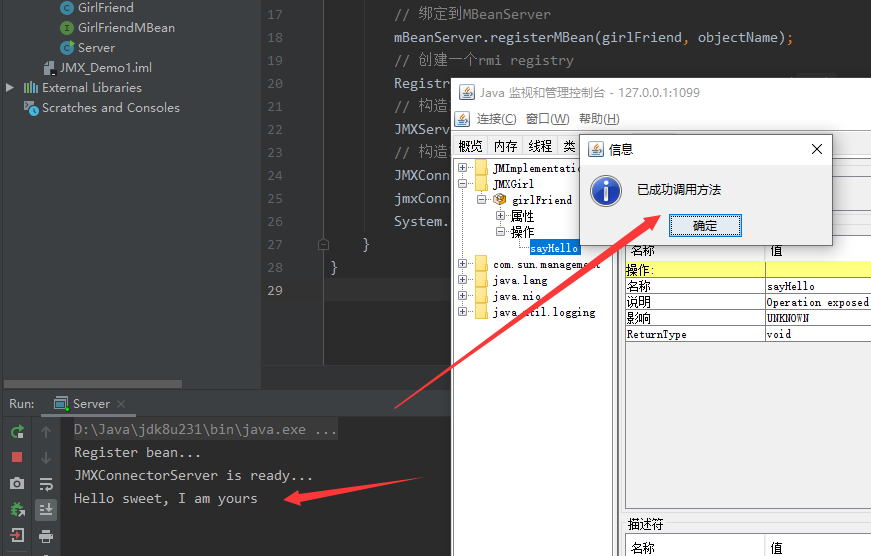 GirlFriend
GirlFriendMBean
Server
JMX_Demo1.iml
External Libraries
Scratches and Consoles
17 // 绑定到MBeanServer
18 mBeanServer.registerMBean(girlFriend, objectName);
19 // 创建一个rmi registry
20 Registr
21 // 构造
22 JMXServ
23 // 构造
24 JMXConn
25 jmxConn
26 System.
27 }
28 }
29
Java 监视和管理控制台 - 127.0.0.1:1099
连接(C) 窗口(W) 帮助(H)
概览 内存 线程 类
JMImplementatio
JMXGirl
girlFriend
属性
操作
sayHello
com.sun.management
java.lang
java.nio
java.util.logging
信息
已成功调用方法
确定
名称 值
操作:
名称 sayHello
说明 Operation exposed
影响 UNKNOWN
ReturnType void
描述符
名称 值
Run: Server
D:\Java\jdk8u231\bin\java.exe ...
Register bean...
JMXConnectorServer is ready...
Hello sweet, I am yours